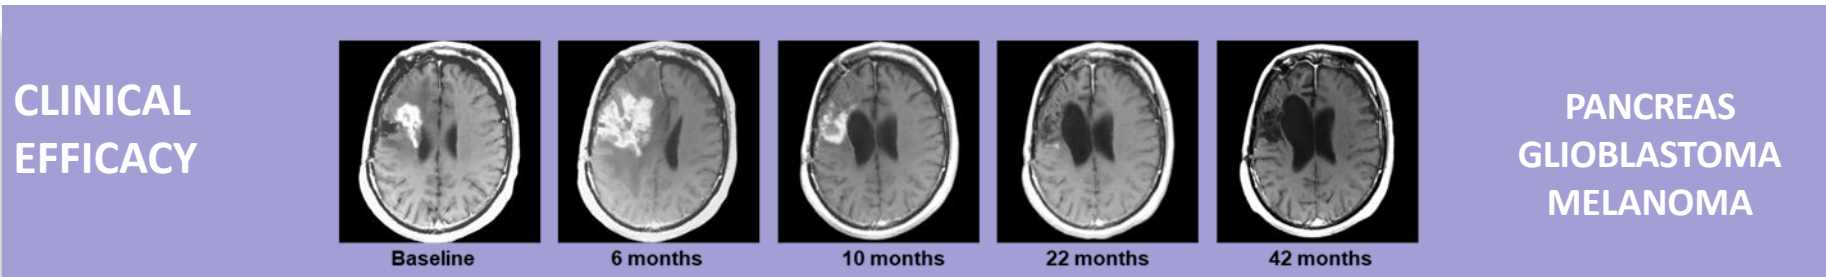 CLINICAL
EFFICACY
Baseline
6 months
10 months
22 months
42 months
PANCREAS
GLIOBLASTOMA
MELANOMA